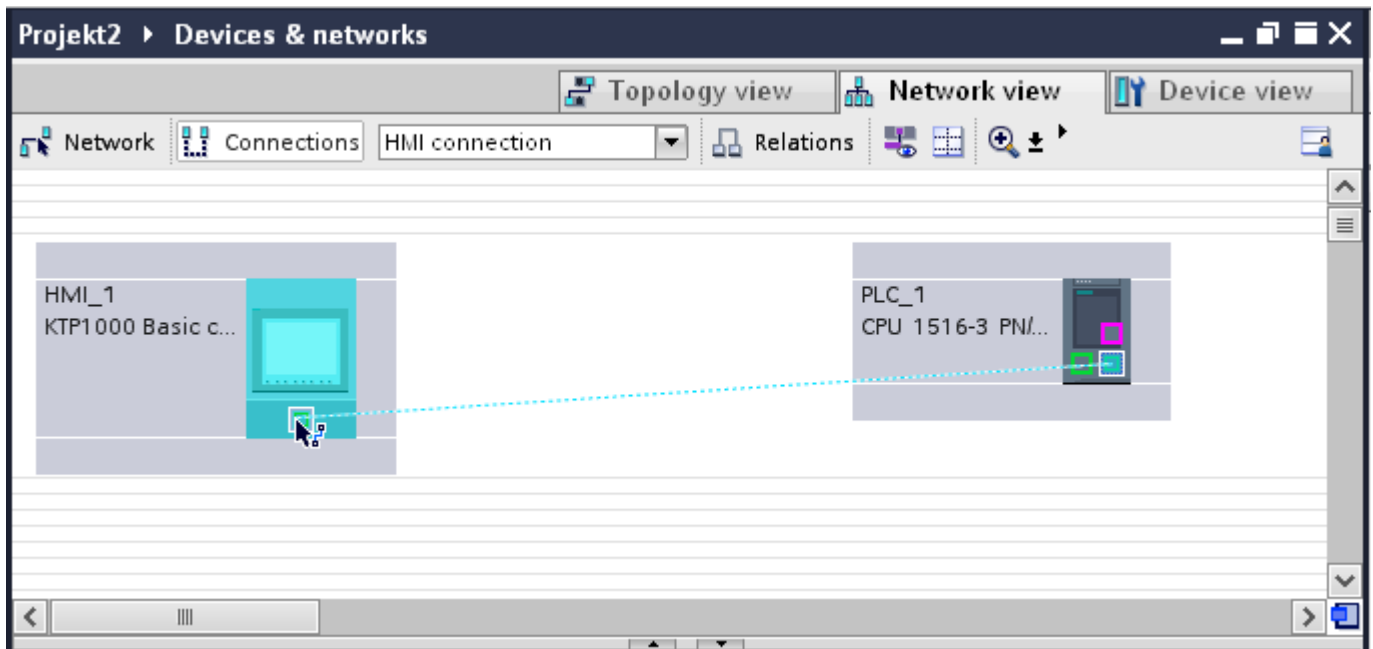 Projekt2 ▸ Devices & networks
Topology view Network view Device view
Network Connections HMI connection Relations
HMI_1
KTP1000 Basic c...
PLC_1
CPU 1516-3 PN/...